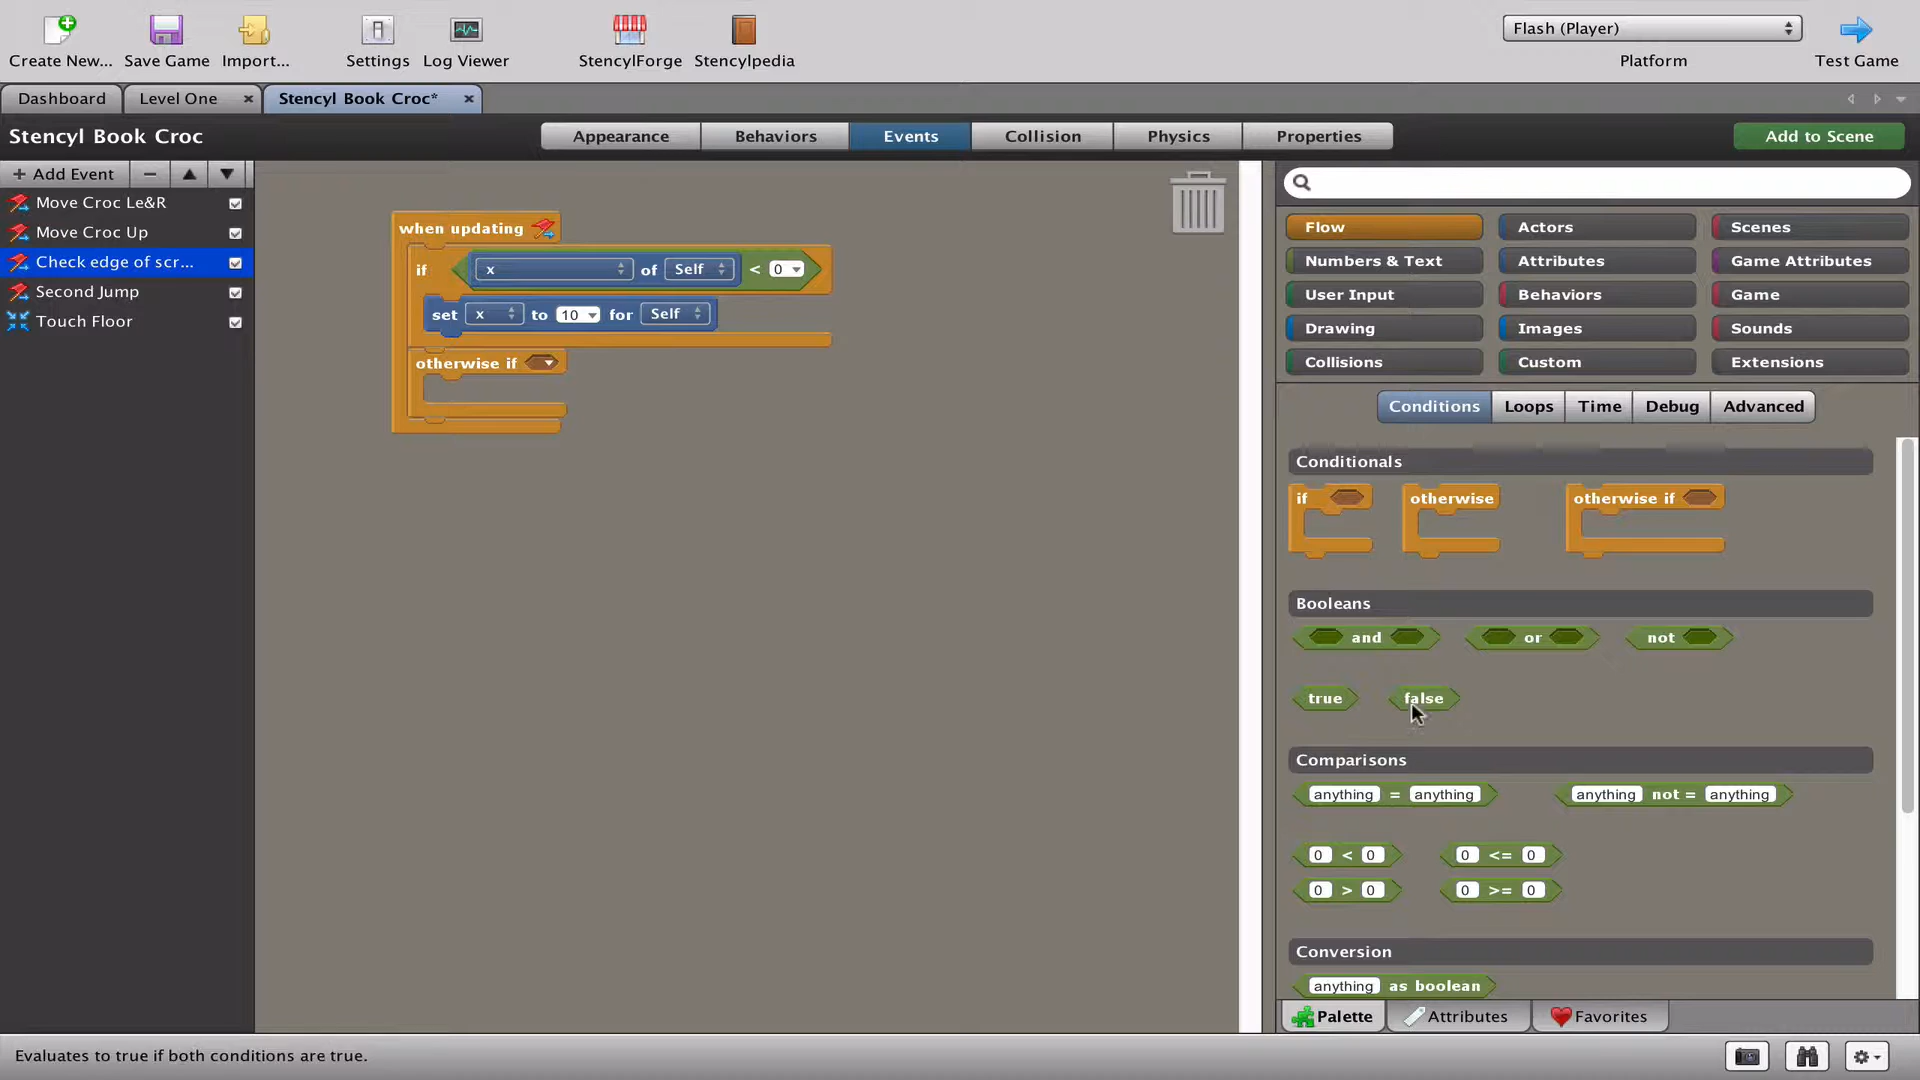 Create New... Save Game Import... Settings Log Viewer StencylForge Stencylpedia Flash (Player) Platform Test Game
Dashboard Level One × Stencyl Book Croc* ×
Stencyl Book Croc Appearance Behaviors Events Collision Physics Properties Add to Scene
+ Add Event
Move Croc Le&R
Move Croc Up
Check edge of scr...
Second Jump
Touch Floor
when updating
if x of Self < 0
set x to 10 for Self
otherwise if
Flow Actors Scenes
Numbers & Text Attributes Game Attributes
User Input Behaviors Game
Drawing Images Sounds
Collisions Custom Extensions
Conditions Loops Time Debug Advanced
Conditionals
if otherwise otherwise if
Booleans
and or not
true false
Comparisons
anything = anything anything not = anything
0 < 0 0 <= 0
0 > 0 0 >= 0
Conversion
anything as boolean
Palette Attributes Favorites
Evaluates to true if both conditions are true.